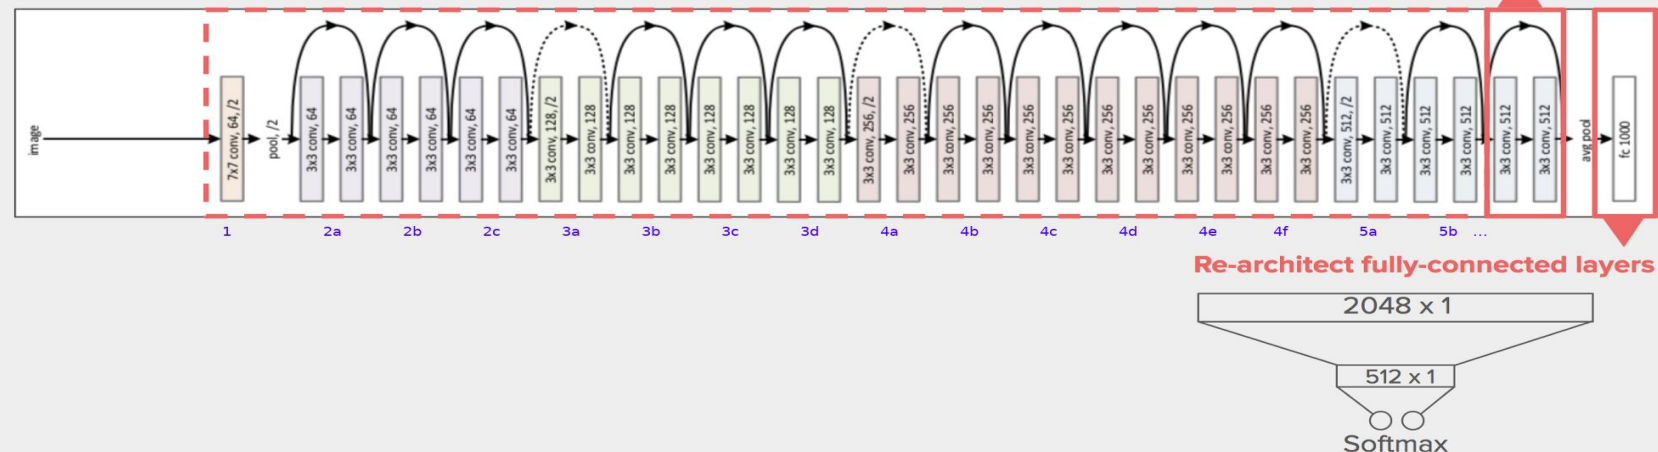 image
7x7 conv, 64, /2
pool, /2
3x3 conv, 64
3x3 conv, 64
3x3 conv, 64
3x3 conv, 64
3x3 conv, 64
3x3 conv, 64
3x3 conv, 128, /2
3x3 conv, 128
3x3 conv, 128
3x3 conv, 128
3x3 conv, 128
3x3 conv, 128
3x3 conv, 128
3x3 conv, 128
3x3 conv, 256, /2
3x3 conv, 256
3x3 conv, 256
3x3 conv, 256
3x3 conv, 256
3x3 conv, 256
3x3 conv, 256
3x3 conv, 256
3x3 conv, 256
3x3 conv, 256
3x3 conv, 256
3x3 conv, 256
3x3 conv, 512, /2
3x3 conv, 512
3x3 conv, 512
3x3 conv, 512
3x3 conv, 512
3x3 conv, 512
avg pool
fc 1000
1 2a 2b 2c 3a 3b 3c 3d 4a 4b 4c 4d 4e 4f 5a 5b ...
Re-architect fully-connected layers
2048 x 1
512 x 1
Softmax